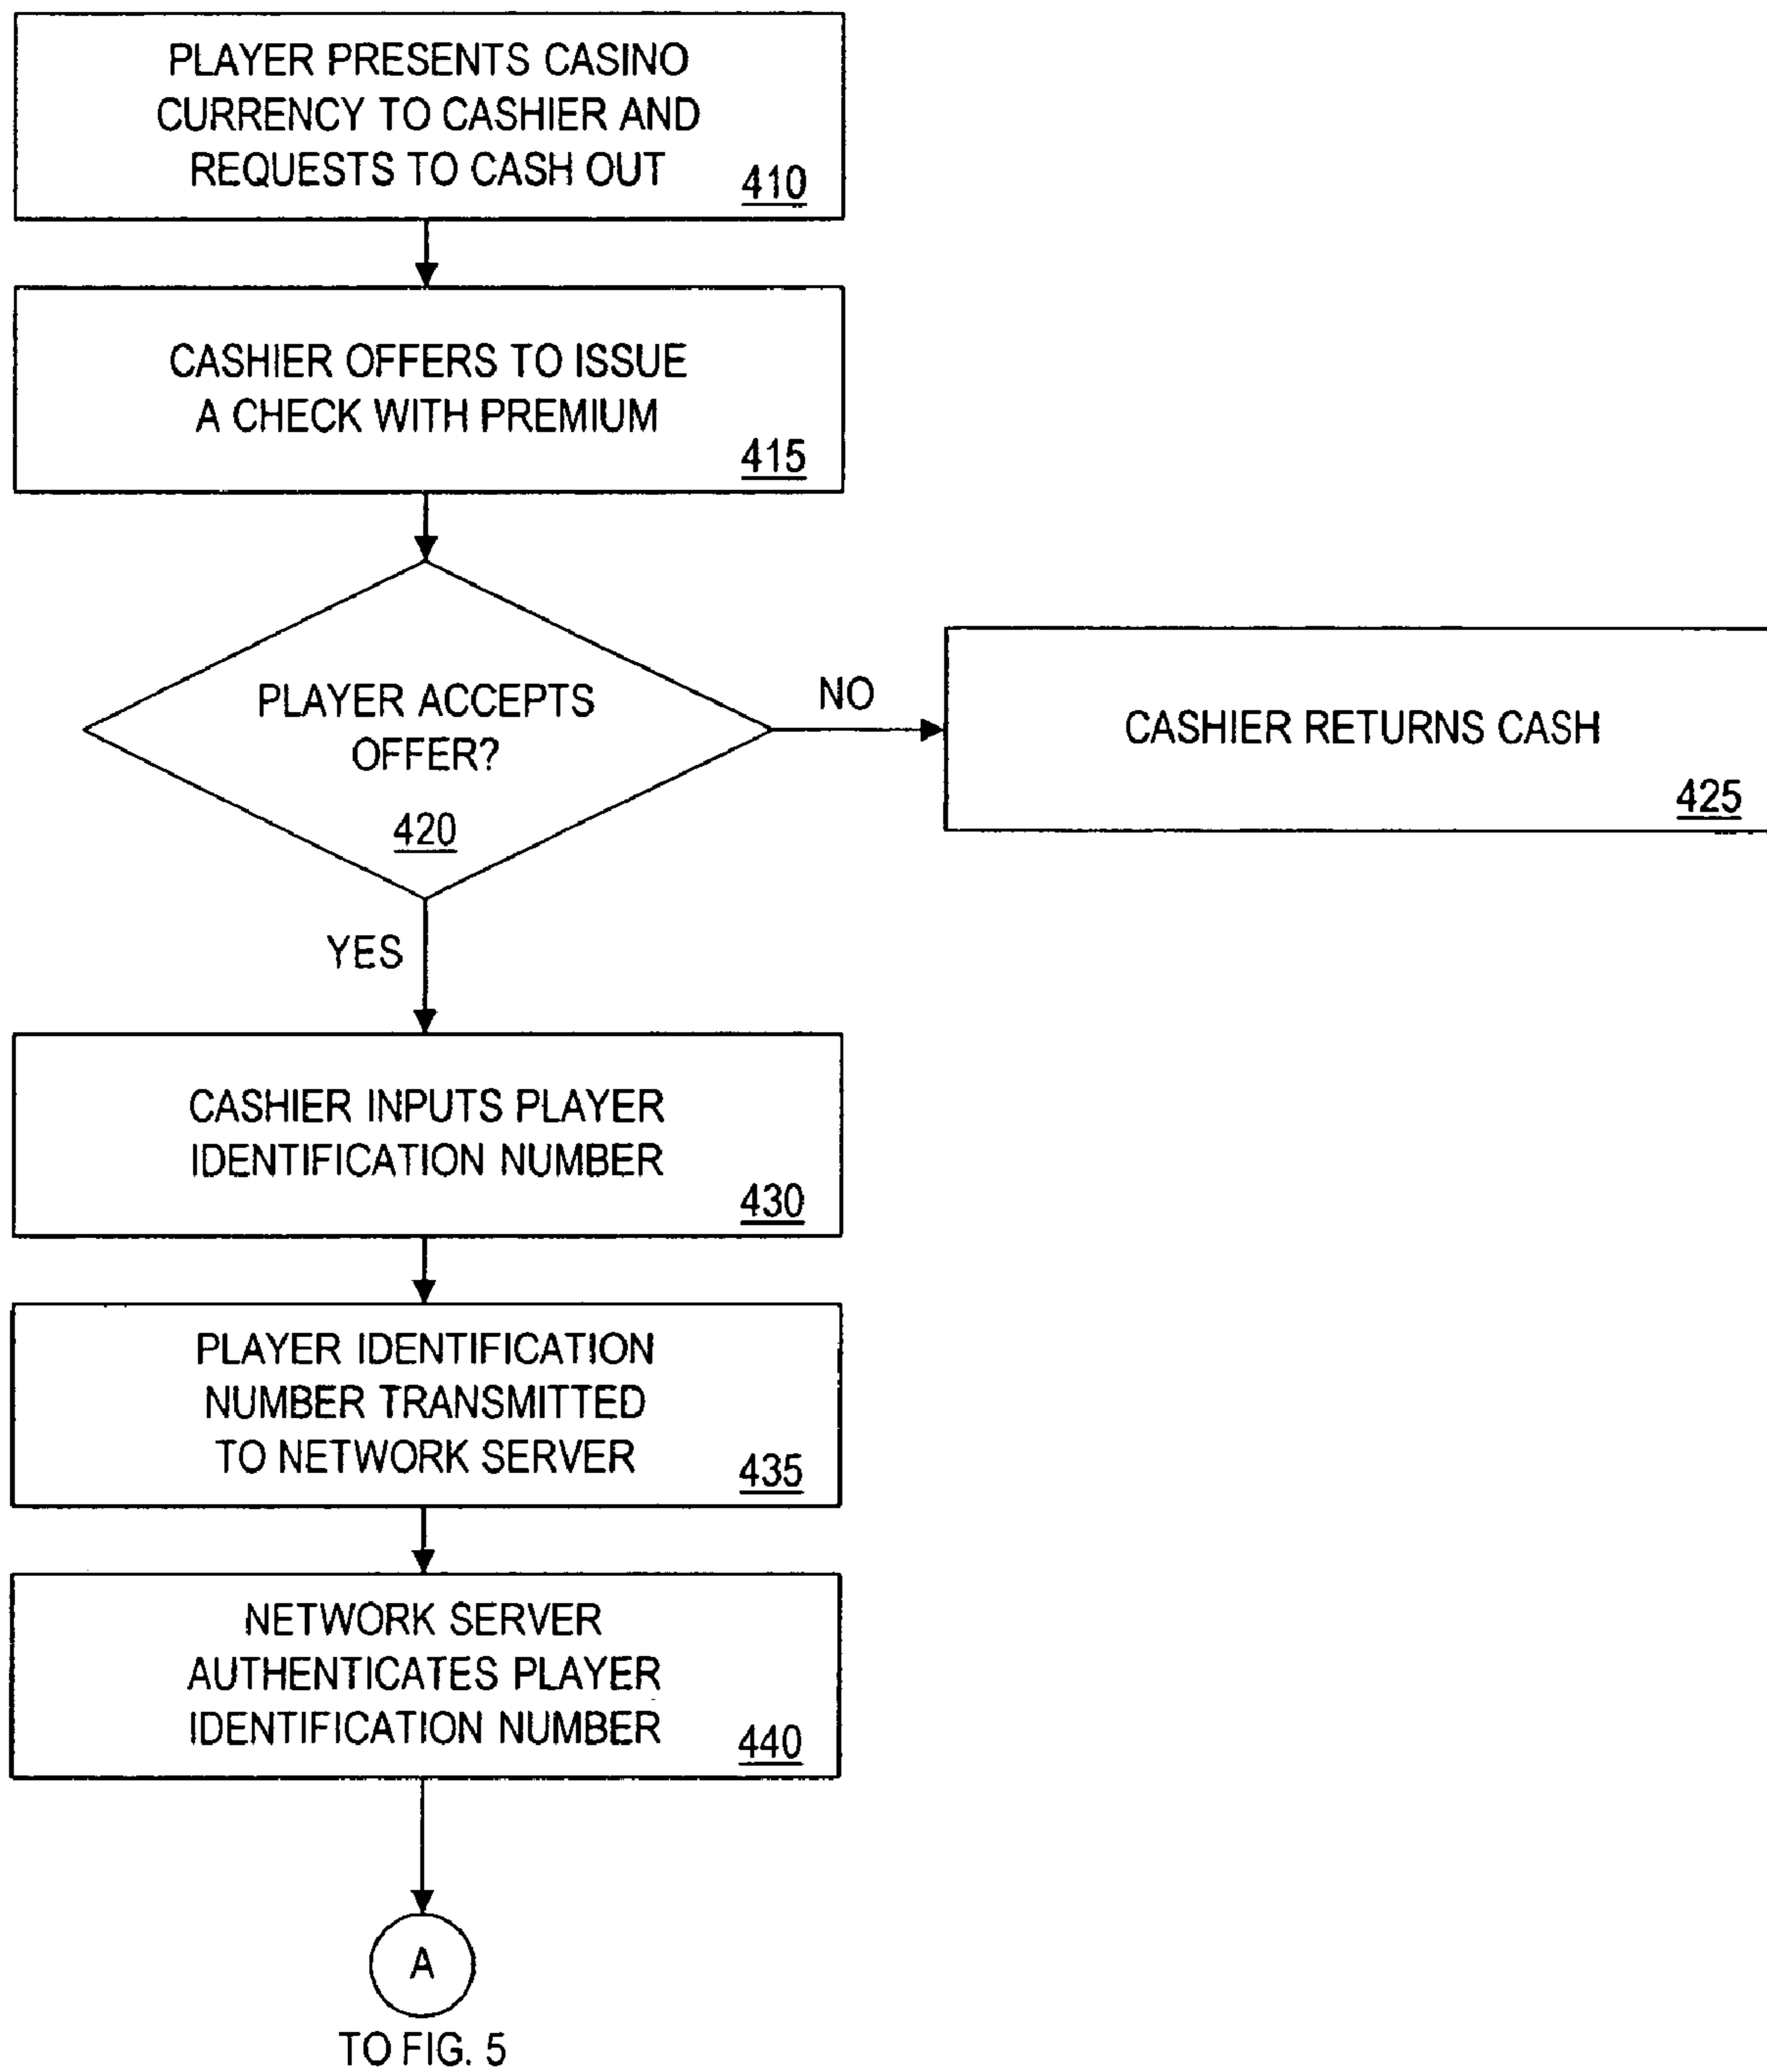 PLAYER PRESENTS CASINO
CURRENCY TO CASHIER AND
REQUESTS TO CASH OUT
410
CASHIER OFFERS TO ISSUE
A CHECK WITH PREMIUM
415
PLAYER ACCEPTS
OFFER?
420
NO
CASHIER RETURNS CASH
425
YES
CASHIER INPUTS PLAYER
IDENTIFICATION NUMBER
430
PLAYER IDENTIFICATION
NUMBER TRANSMITTED
TO NETWORK SERVER
435
NETWORK SERVER
AUTHENTICATES PLAYER
IDENTIFICATION NUMBER
440
A
TO FIG. 5